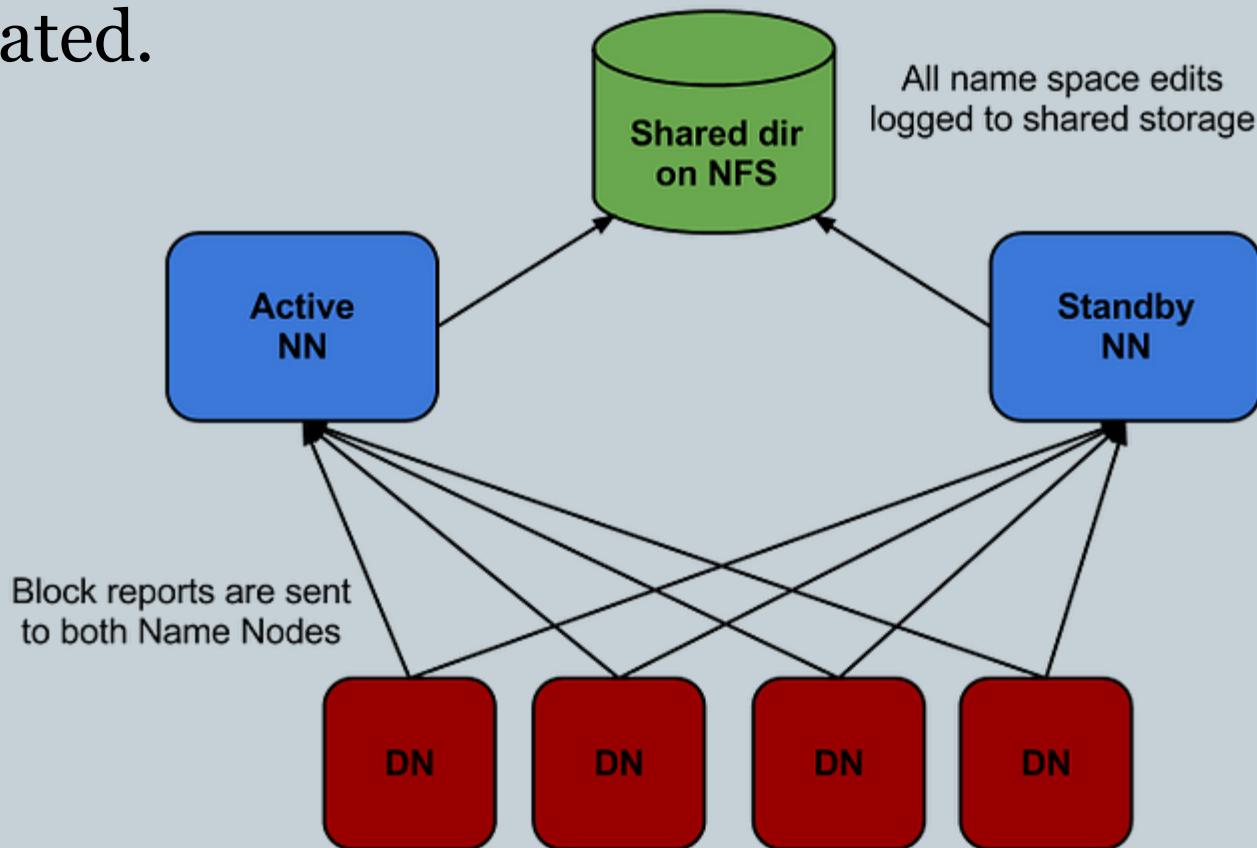 ated.
All name space edits
logged to shared storage
Shared dir
on NFS
Active
NN
Standby
NN
Block reports are sent
to both Name Nodes
DN
DN
DN
DN